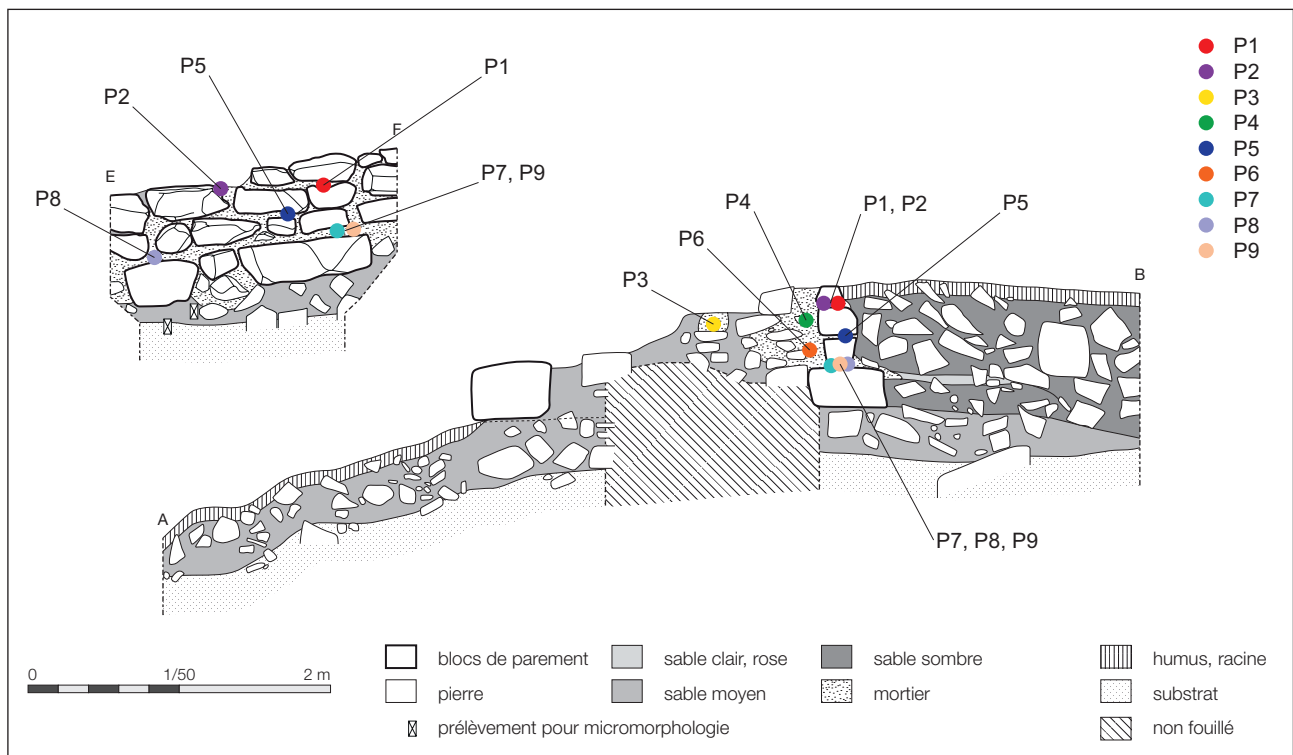 P1
P2
P3
P4
P5
P6
P7
P8
P9
P5
P1
P2
F
E
P7, P9
P8
P4
P1, P2
P5
P6
P3
B
A
P7, P8, P9
0 1/50 2 m
blocs de parement
sable clair, rose
sable sombre
humus, racine
pierre
sable moyen
mortier
substrat
prélèvement pour micromorphologie
non fouillé